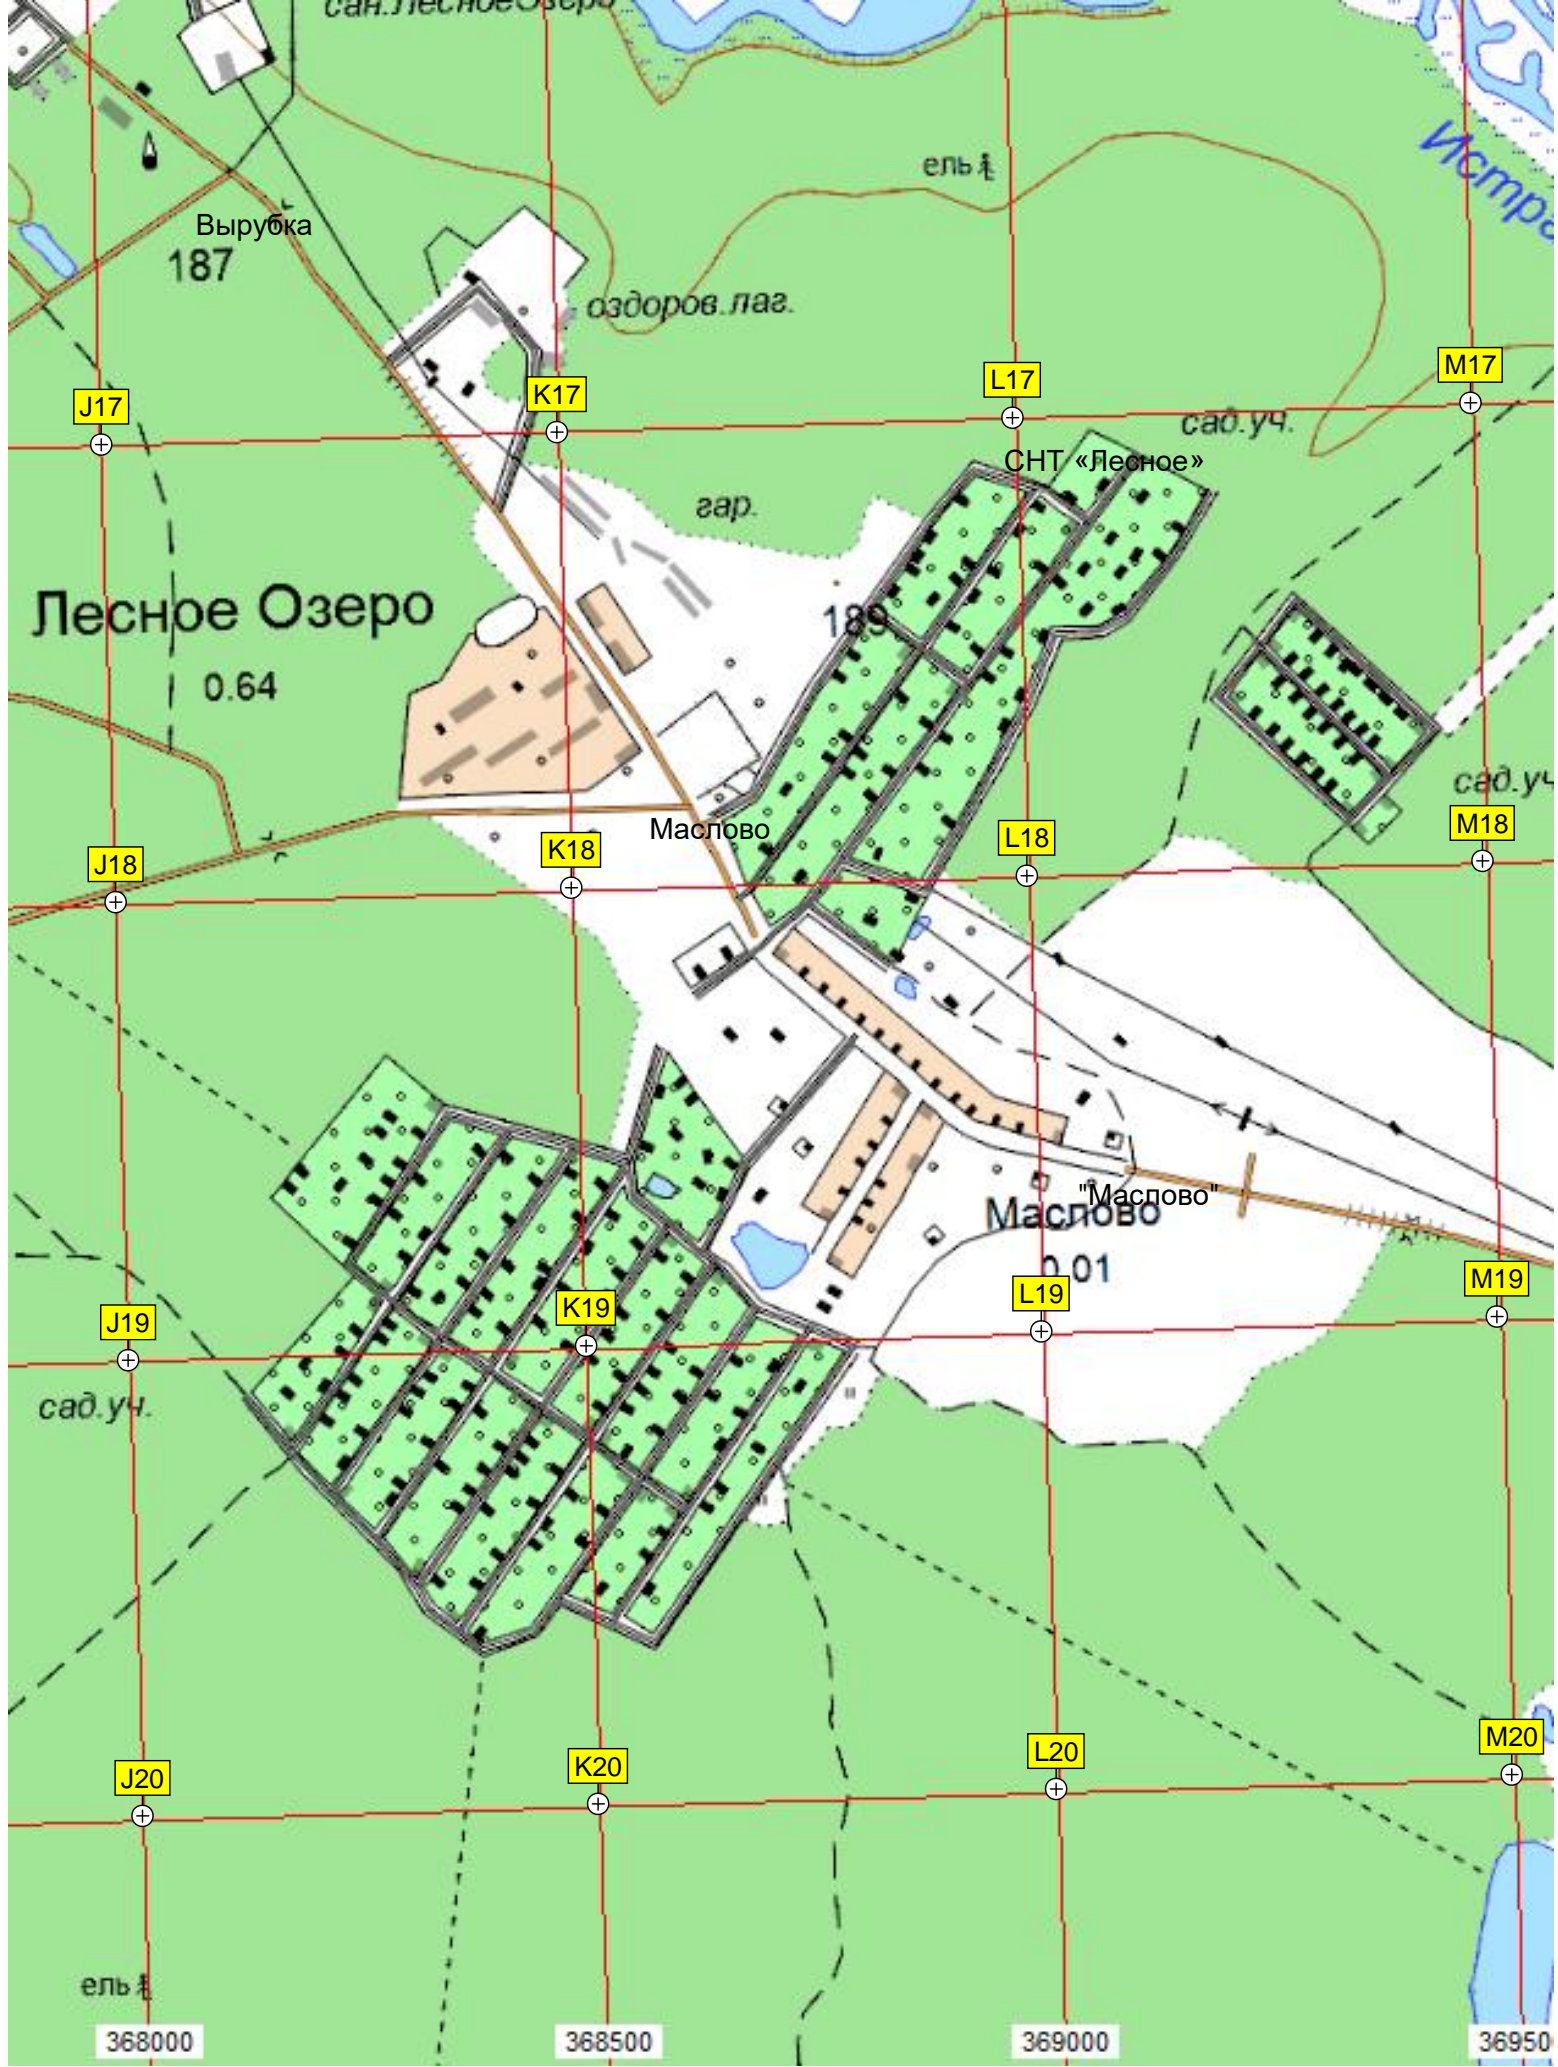 сан.ЛесноеОзеро
ель
Истра
Вырубка
187
оздоров.лаг.
J17
K17
L17
M17
сад.уч.
СНТ «Лесное»
гар.
Лесное Озеро
0.64
189
сад.уч
Маслово
J18
K18
L18
M18
"Маслово"
Маслово
0.01
J19
K19
L19
M19
сад.уч.
J20
K20
L20
M20
ель
368000
368500
369000
36950